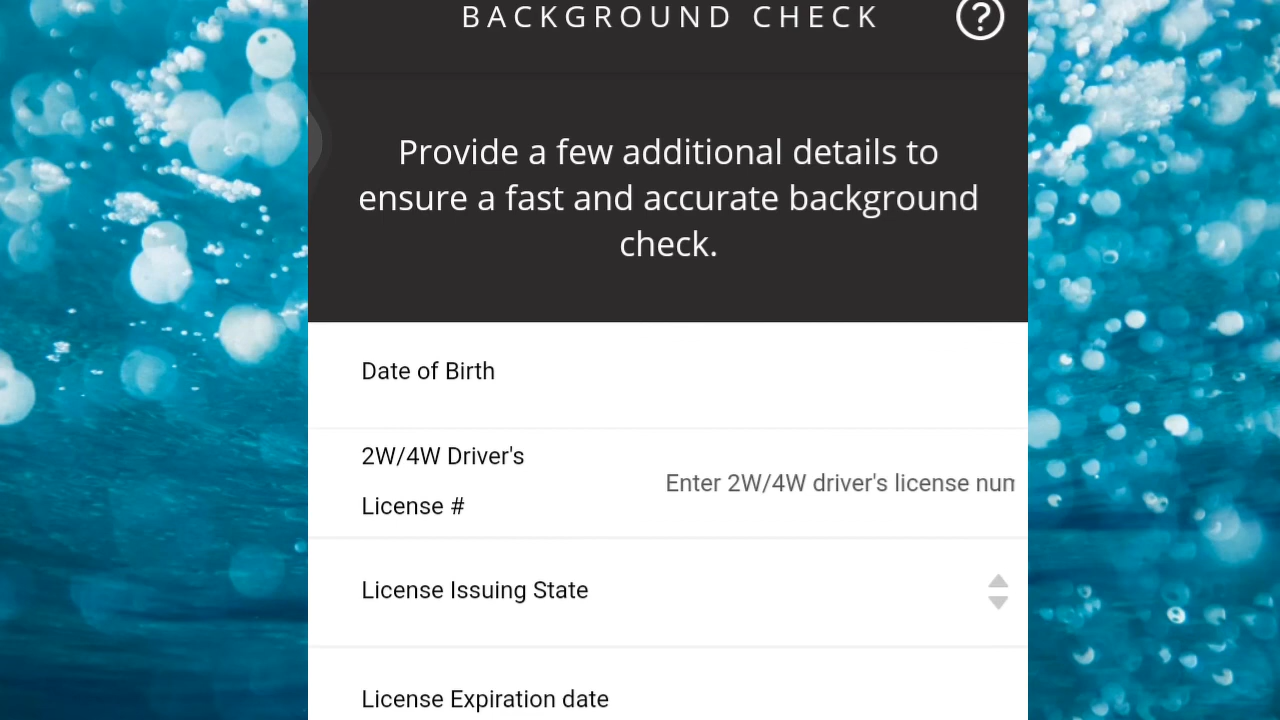 BACKGROUND CHECK
Provide a few additional details to
ensure a fast and accurate background
check.
Date of Birth
2W/4W Driver's
License #
Enter 2W/4W driver's license num
License Issuing State
License Expiration date